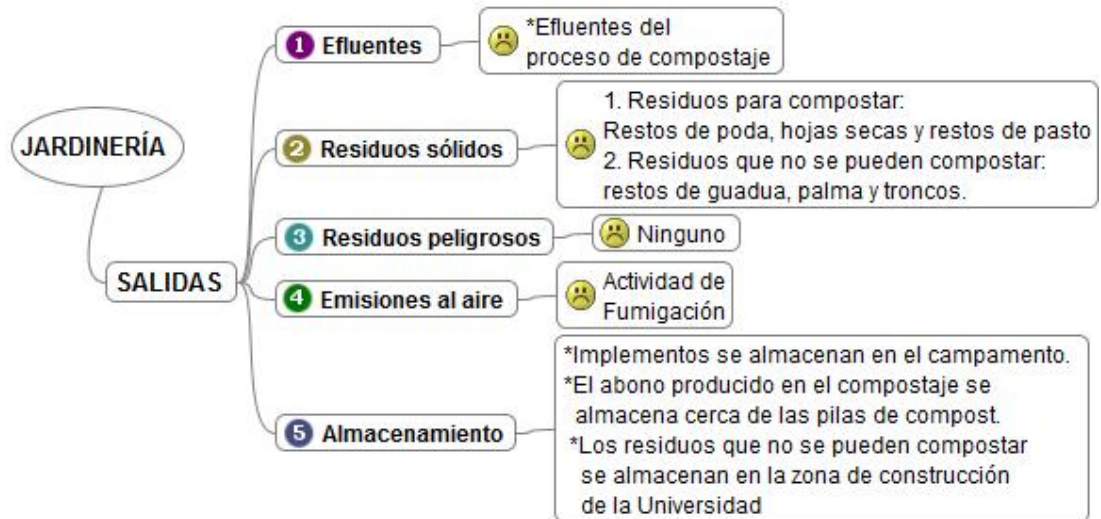 JARDINERÍA
SALIDAS
1 Efluentes
*Efluentes del
proceso de compostaje
2 Residuos sólidos
1. Residuos para compostar:
Restos de poda, hojas secas y restos de pasto
2. Residuos que no se pueden compostar:
restos de guadua, palma y troncos.
3 Residuos peligrosos
Ninguno
4 Emisiones al aire
Actividad de
Fumigación
5 Almacenamiento
*Implementos se almacenan en el campamento.
*El abono producido en el compostaje se
almacena cerca de las pilas de compost.
*Los residuos que no se pueden compostar
se almacenan en la zona de construcción
de la Universidad